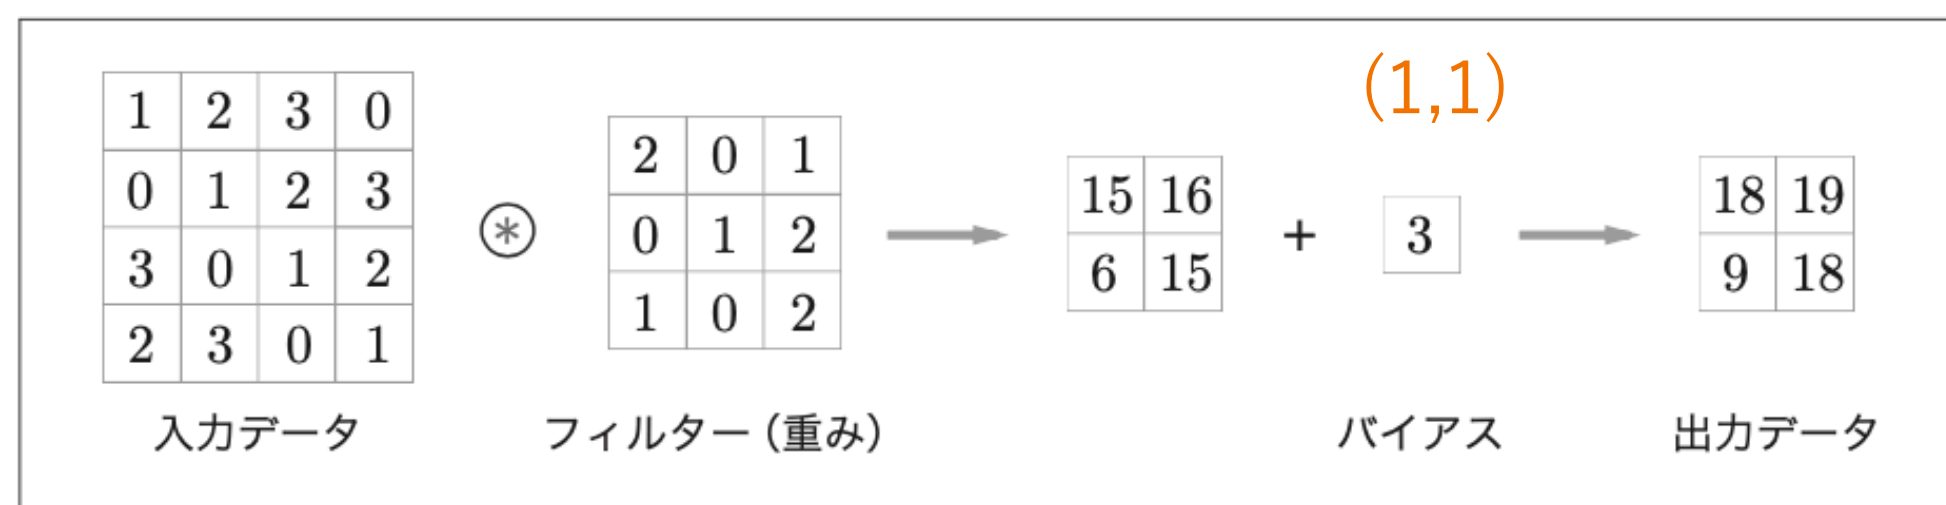 (1,1)
1 2 3 0
0 1 2 3
3 0 1 2
2 3 0 1
⊛
2 0 1
0 1 2
1 0 2
15 16
6 15
+
3
18 19
9 18
入力データ
フィルター（重み）
バイアス
出力データ